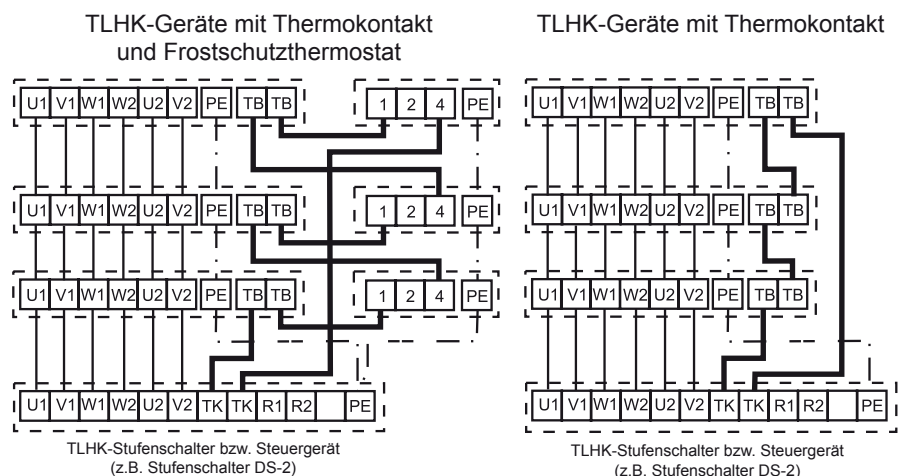 TLHK-Geräte mit Thermokontakt
und Frostschutzthermostat
U1 V1 W1 W2 U2 V2 PE TB TB 1 2 4 PE
U1 V1 W1 W2 U2 V2 PE TB TB 1 2 4 PE
U1 V1 W1 W2 U2 V2 PE TB TB 1 2 4 PE
U1 V1 W1 W2 U2 V2 TK TK R1 R2 PE
TLHK-Stufenschalter bzw. Steuergerät
(z.B. Stufenschalter DS-2)
TLHK-Geräte mit Thermokontakt
U1 V1 W1 W2 U2 V2 PE TB TB
U1 V1 W1 W2 U2 V2 PE TB TB
U1 V1 W1 W2 U2 V2 PE TB TB
U1 V1 W1 W2 U2 V2 TK TK R1 R2 PE
TLHK-Stufenschalter bzw. Steuergerät
(z.B. Stufenschalter DS-2)